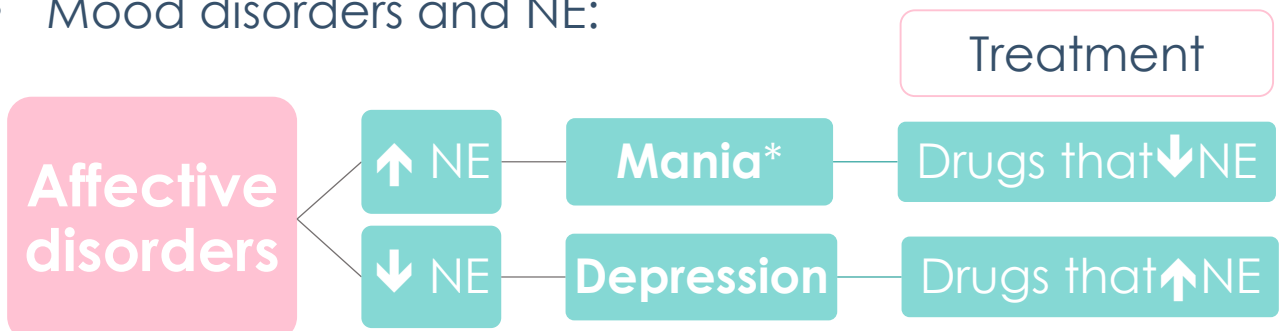 • Mood disorders and NE:
Treatment
Affective
disorders
↑ NE
Mania*
Drugs that↓NE
↓ NE
Depression
Drugs that↑NE